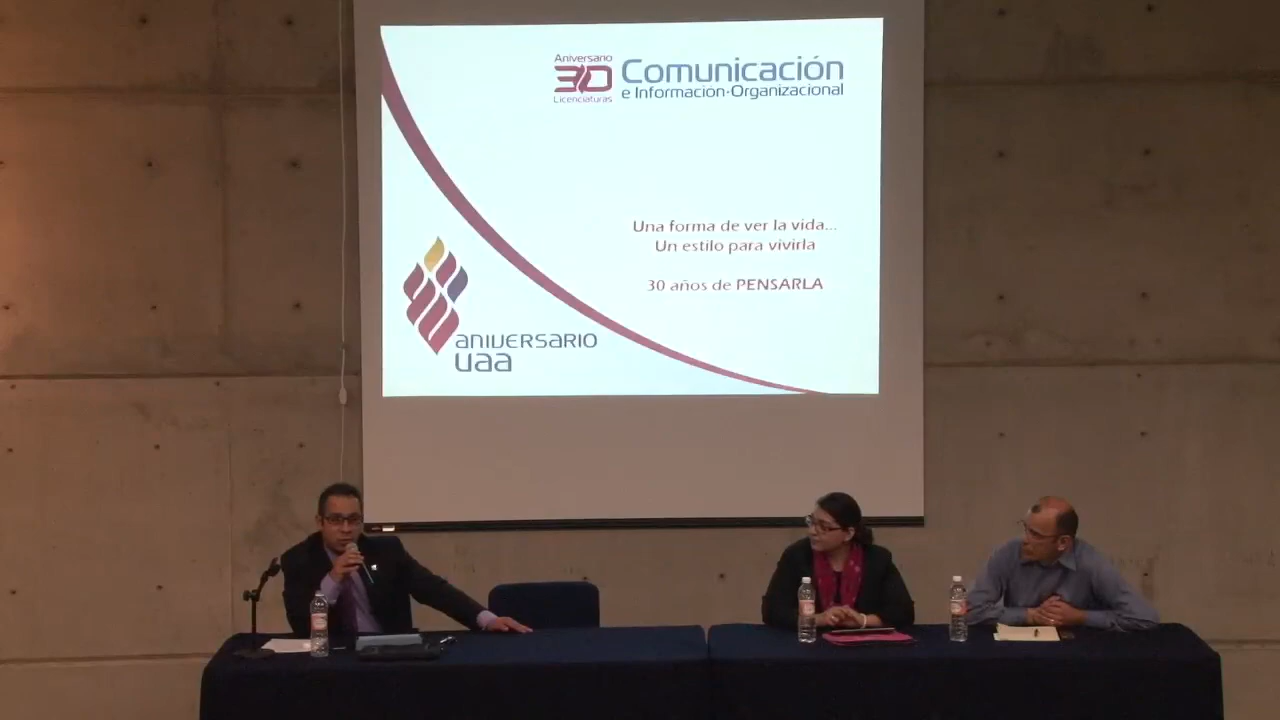 Aniversario
30
Licenciaturas
Comunicación
e Información·Organizacional
Una forma de ver la vida...
Un estilo para vivirla
30 años de PENSARLA
ANIVERSARIO
uaa